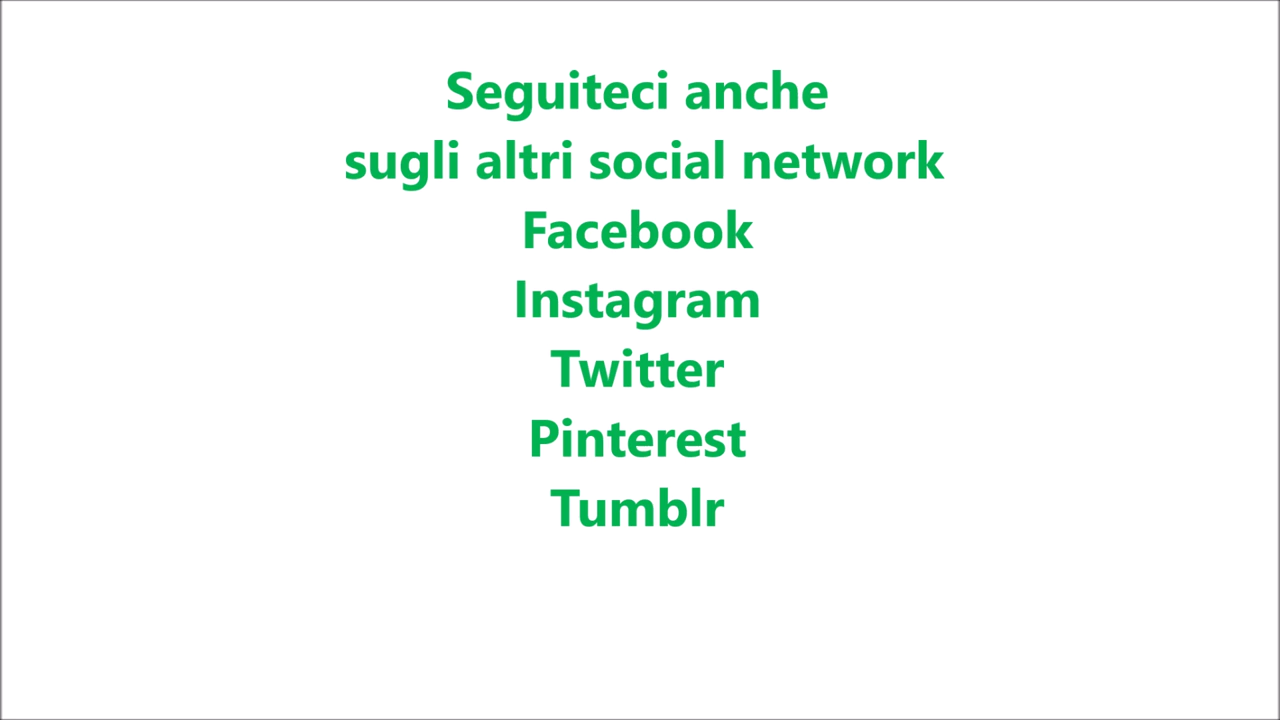 Seguiteci anche
sugli altri social network
Facebook
Instagram
Twitter
Pinterest
Tumblr